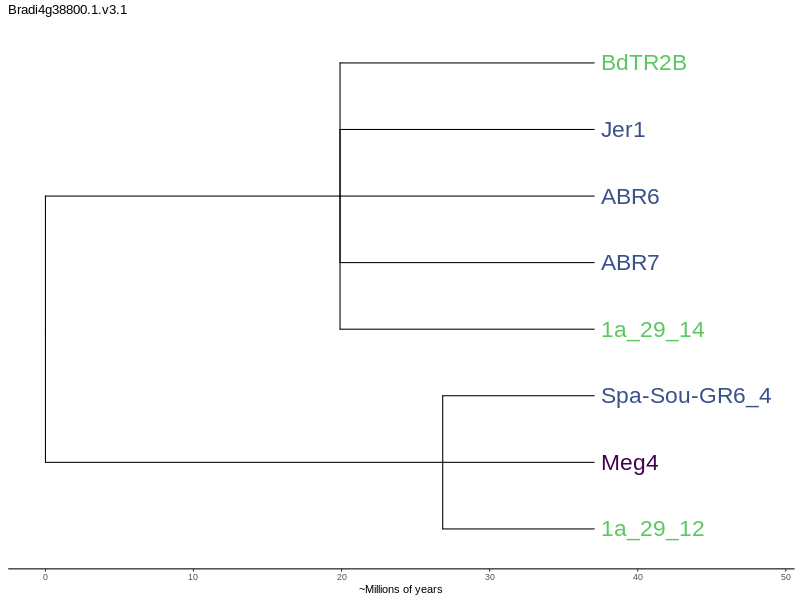 Bradi4g38800.1.v3.1
BdTR2B
Jer1
ABR6
ABR7
1a_29_14
Spa-Sou-GR6_4
Meg4
1a_29_12
0 10 20 30 40 50
~Millions of years